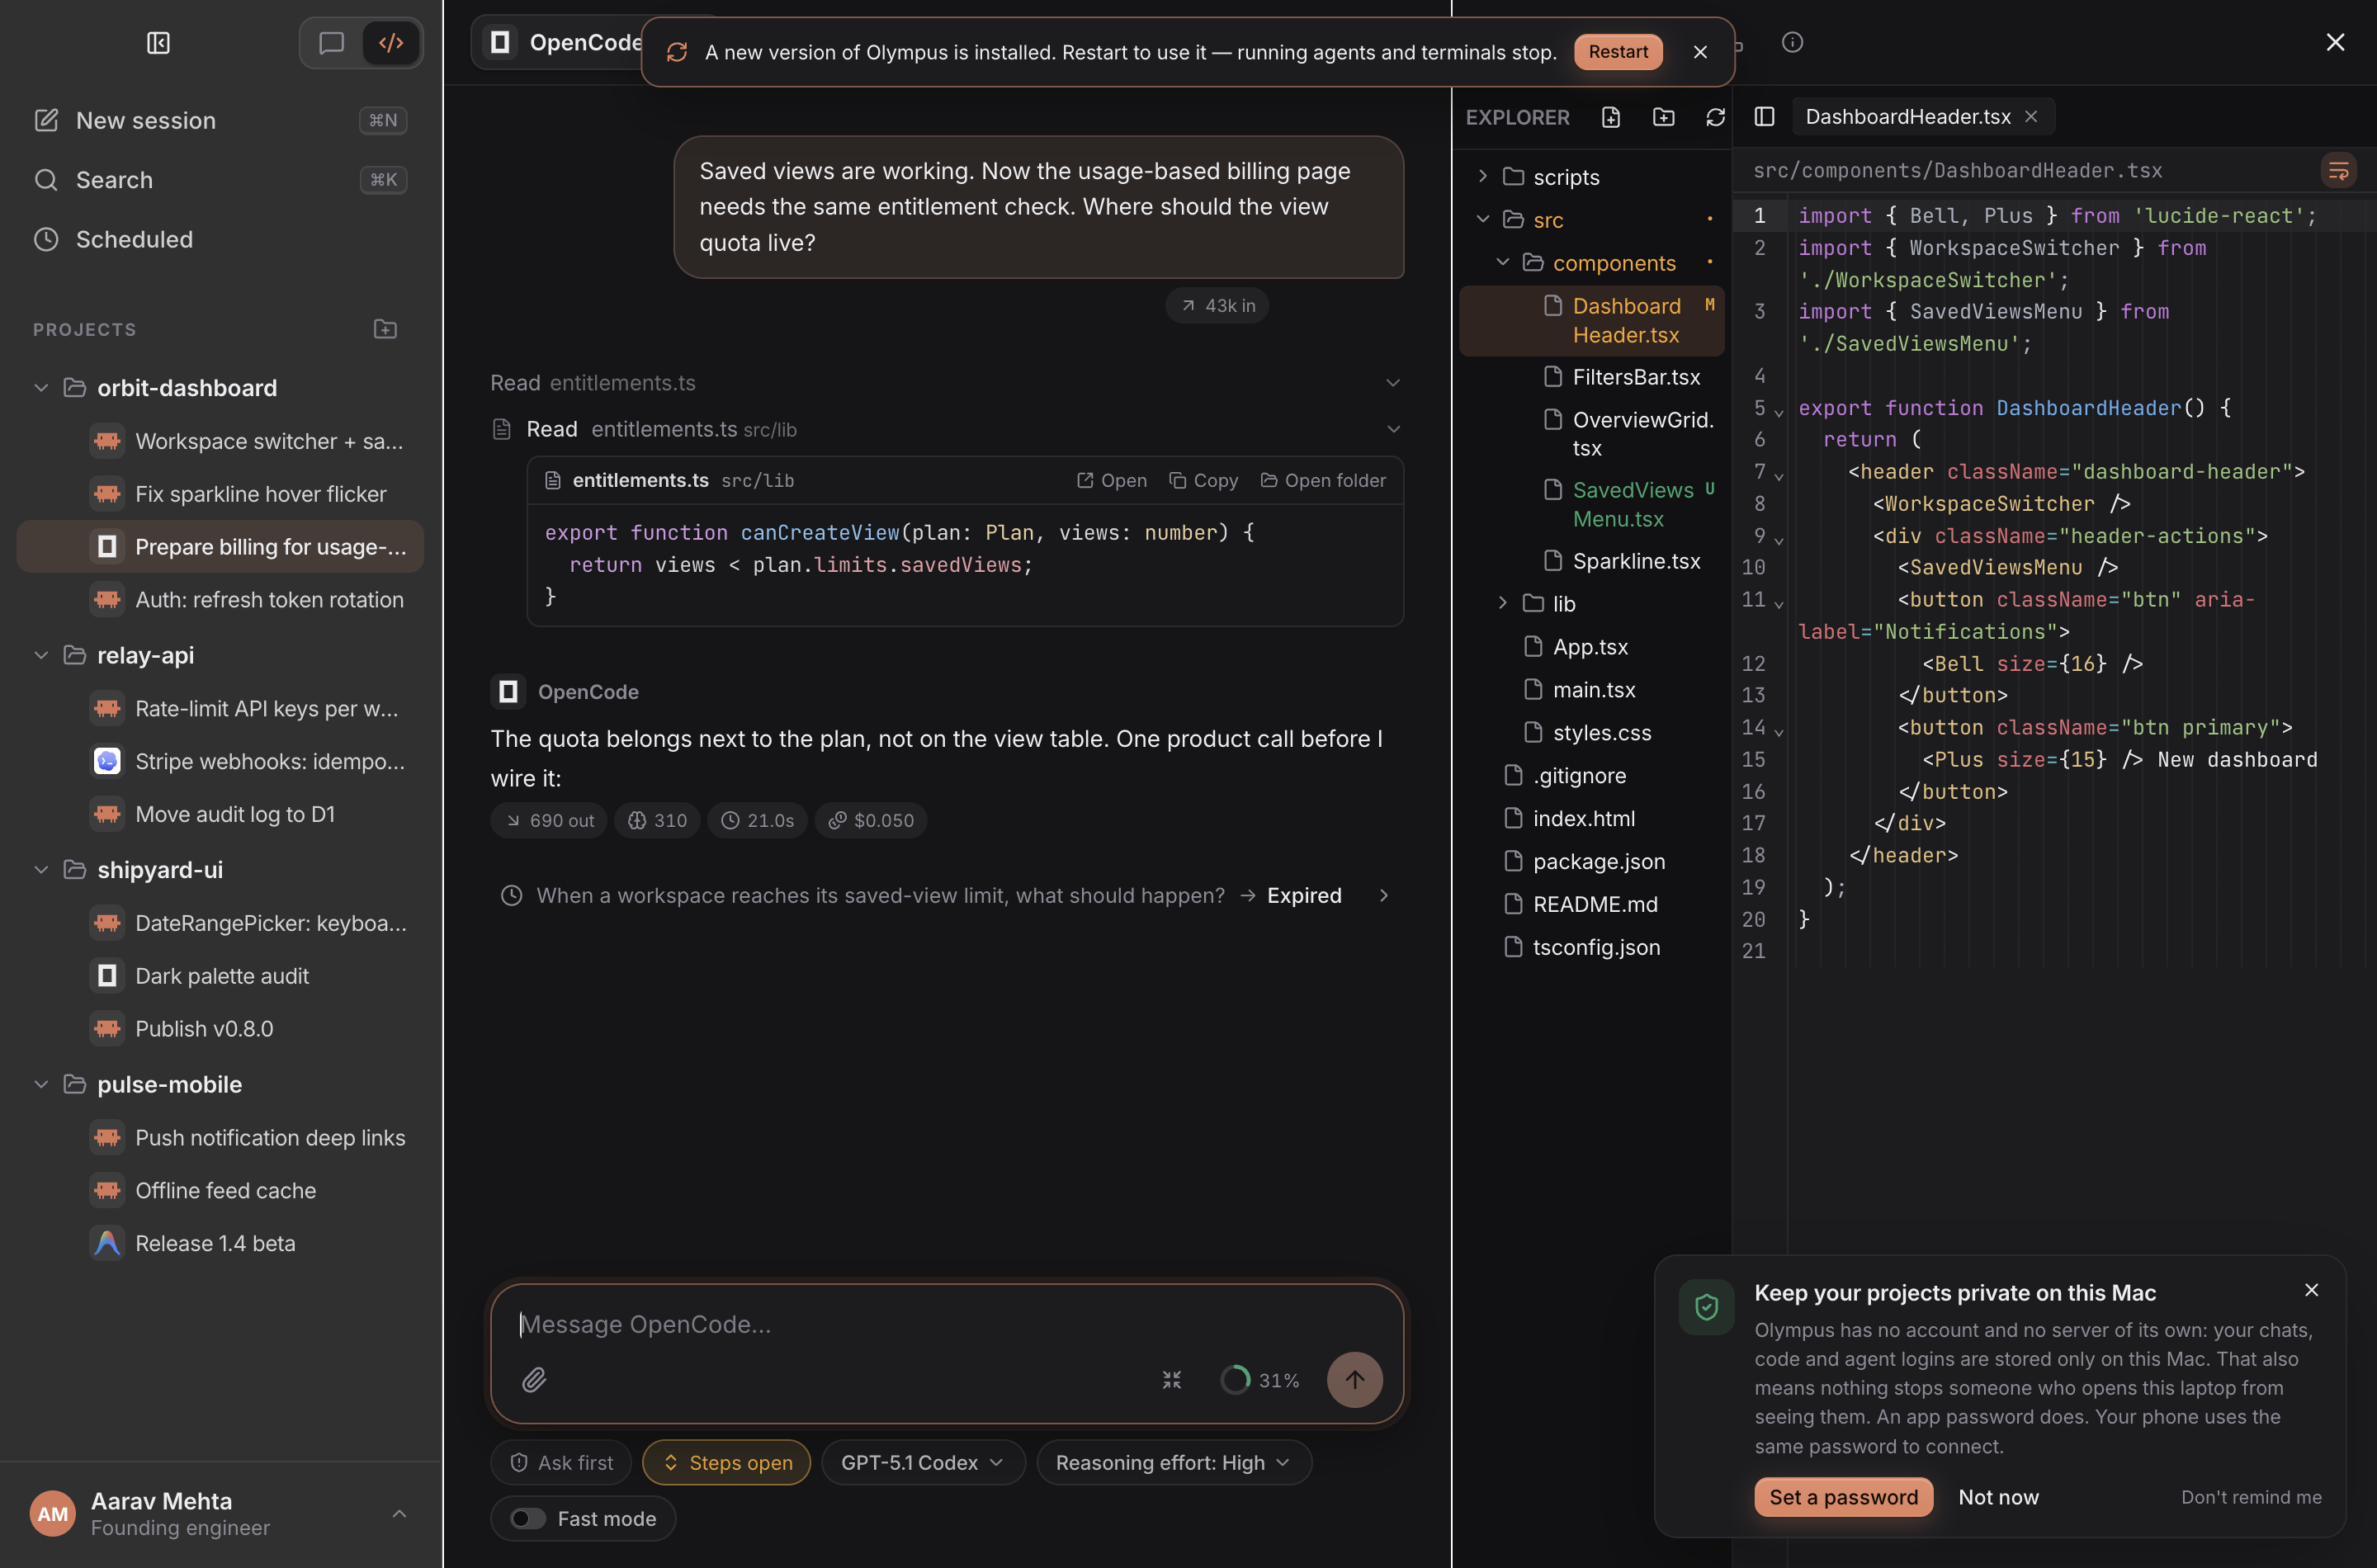 New session ⌘N
Search ⌘K
Scheduled
PROJECTS
orbit-dashboard
Workspace switcher + sa...
Fix sparkline hover flicker
Prepare billing for usage-...
Auth: refresh token rotation
relay-api
Rate-limit API keys per w...
Stripe webhooks: idempo...
Move audit log to D1
shipyard-ui
DateRangePicker: keyboa...
Dark palette audit
Publish v0.8.0
pulse-mobile
Push notification deep links
Offline feed cache
Release 1.4 beta
AM
Aarav Mehta
Founding engineer
OpenCode
A new version of Olympus is installed. Restart to use it — running agents and terminals stop.
Restart
Saved views are working. Now the usage-based billing page
needs the same entitlement check. Where should the view
quota live?
43k in
Read entitlements.ts
Read entitlements.ts src/lib
entitlements.ts src/lib Open Copy Open folder
export function canCreateView(plan: Plan, views: number) {
return views < plan.limits.savedViews;
}
OpenCode
The quota belongs next to the plan, not on the view table. One product call before I
wire it:
690 out 310 21.0s $0.050
When a workspace reaches its saved-view limit, what should happen? → Expired
Message OpenCode...
31%
Ask first Steps open GPT-5.1 Codex Reasoning effort: High
Fast mode
EXPLORER
scripts
src
components
Dashboard M
Header.tsx
FiltersBar.tsx
OverviewGrid.
tsx
SavedViews U
Menu.tsx
Sparkline.tsx
lib
App.tsx
main.tsx
styles.css
.gitignore
index.html
package.json
README.md
tsconfig.json
DashboardHeader.tsx
src/components/DashboardHeader.tsx
1 import { Bell, Plus } from 'lucide-react';
2 import { WorkspaceSwitcher } from
'./WorkspaceSwitcher';
3 import { SavedViewsMenu } from
'./SavedViewsMenu';
4
5 export function DashboardHeader() {
6 return (
7 <header className="dashboard-header">
8 <WorkspaceSwitcher />
9 <div className="header-actions">
10 <SavedViewsMenu />
11 <button className="btn" aria-
label="Notifications">
12 <Bell size={16} />
13 </button>
14 <button className="btn primary">
15 <Plus size={15} /> New dashboard
16 </button>
17 </div>
18 </header>
19 );
20 }
21
Keep your projects private on this Mac
Olympus has no account and no server of its own: your chats,
code and agent logins are stored only on this Mac. That also
means nothing stops someone who opens this laptop from
seeing them. An app password does. Your phone uses the
same password to connect.
Set a password Not now Don't remind me